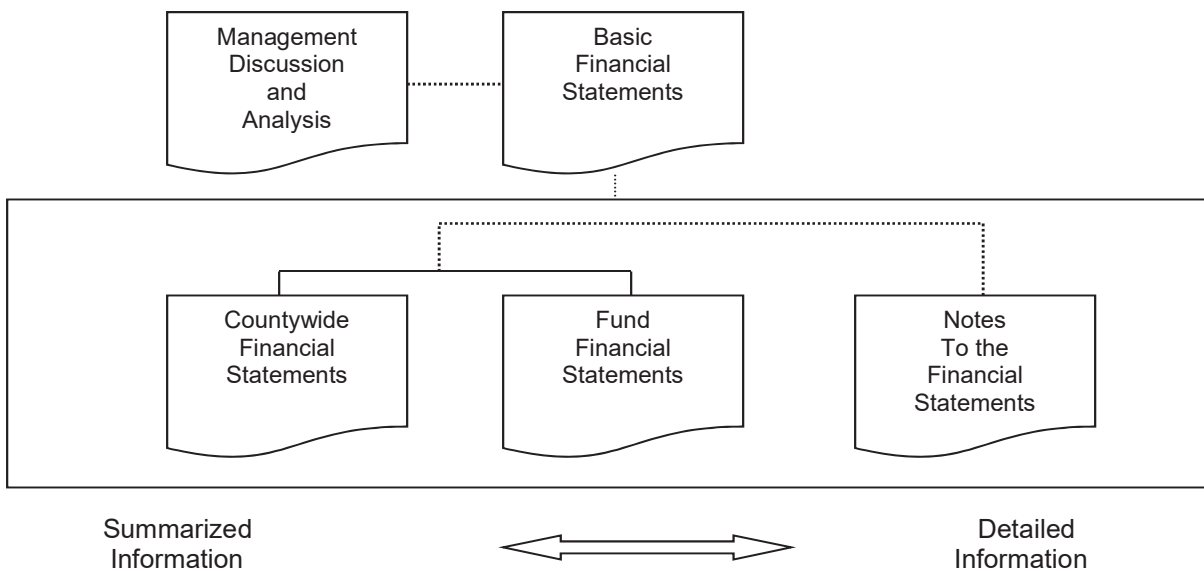 Management
Discussion
and
Analysis
Basic
Financial
Statements
Countywide
Financial
Statements
Fund
Financial
Statements
Notes
To the
Financial
Statements
Summarized
Information
Detailed
Information